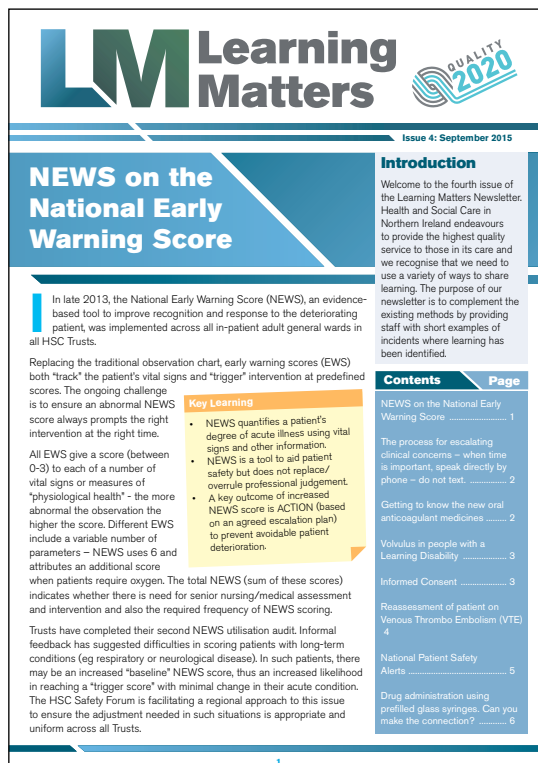 LM Learning
Matters
QUALITY
2020
Issue 4: September 2015
NEWS on the
National Early
Warning Score
In late 2013, the National Early Warning Score (NEWS), an evidence-
based tool to improve recognition and response to the deteriorating
patient, was implemented across all in-patient adult general wards in
all HSC Trusts.
Replacing the traditional observation chart, early warning scores (EWS)
both “track” the patient's vital signs and “trigger” intervention at predefined
scores. The ongoing challenge
is to ensure an abnormal NEWS
score always prompts the right
intervention at the right time.
All EWS give a score (between
0-3) to each of a number of
vital signs or measures of
“physiological health” - the more
abnormal the observation the
higher the score. Different EWS
include a variable number of
parameters – NEWS uses 6 and
attributes an additional score
when patients require oxygen. The total NEWS (sum of these scores)
indicates whether there is need for senior nursing/medical assessment
and intervention and also the required frequency of NEWS scoring.
Key Learning
• NEWS quantifies a patient's
degree of acute illness using vital
signs and other information.
• NEWS is a tool to aid patient
safety but does not replace/
overrule professional judgement.
• A key outcome of increased
NEWS score is ACTION (based
on an agreed escalation plan)
to prevent avoidable patient
deterioration.
Trusts have completed their second NEWS utilisation audit. Informal
feedback has suggested difficulties in scoring patients with long-term
conditions (eg respiratory or neurological disease). In such patients, there
may be an increased “baseline” NEWS score, thus an increased likelihood
in reaching a “trigger score” with minimal change in their acute condition.
The HSC Safety Forum is facilitating a regional approach to this issue
to ensure the adjustment needed in such situations is appropriate and
uniform across all Trusts.
Introduction
Welcome to the fourth issue of
the Learning Matters Newsletter.
Health and Social Care in
Northern Ireland endeavours
to provide the highest quality
service to those in its care and
we recognise that we need to
use a variety of ways to share
learning. The purpose of our
newsletter is to complement the
existing methods by providing
staff with short examples of
incidents where learning has
been identified.
Contents Page
NEWS on the National Early
Warning Score ...................... 1
The process for escalating
clinical concerns – when time
is important, speak directly by
phone – do not text. .............. 2
Getting to know the new oral
anticoagulant medicines ....... 2
Volvulus in people with a
Learning Disability .................. 3
Informed Consent .................. 3
Reassessment of patient on
Venous Thrombo Embolism (VTE)
4
National Patient Safety
Alerts ..................................... 5
Drug administration using
prefilled glass syringes. Can you
make the connection? ............ 6
1